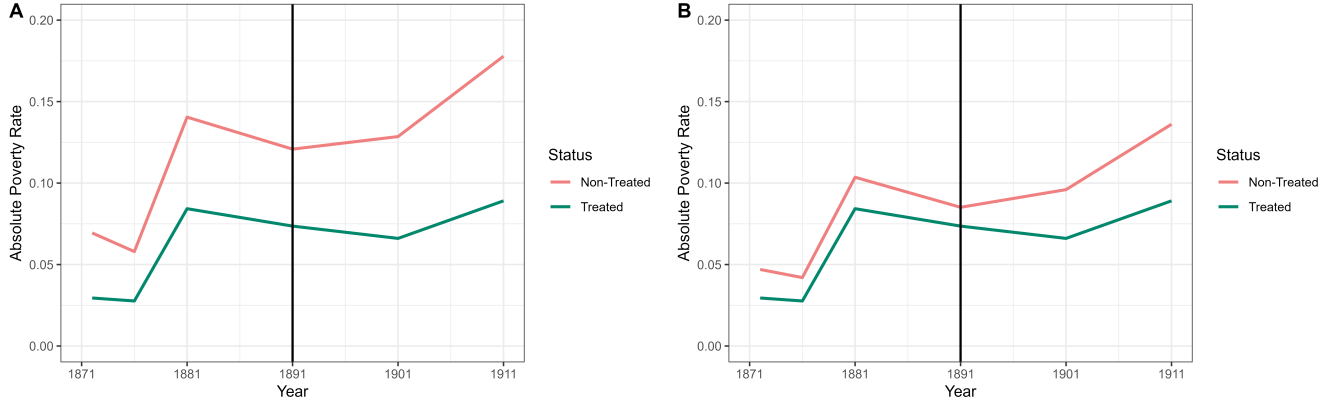 A
Absolute Poverty Rate
0.20
0.15
0.10
0.05
0.00
1871 1881 1891 1901 1911
Year
Status
Non-Treated
Treated
B
Absolute Poverty Rate
0.20
0.15
0.10
0.05
0.00
1871 1881 1891 1901 1911
Year
Status
Non-Treated
Treated